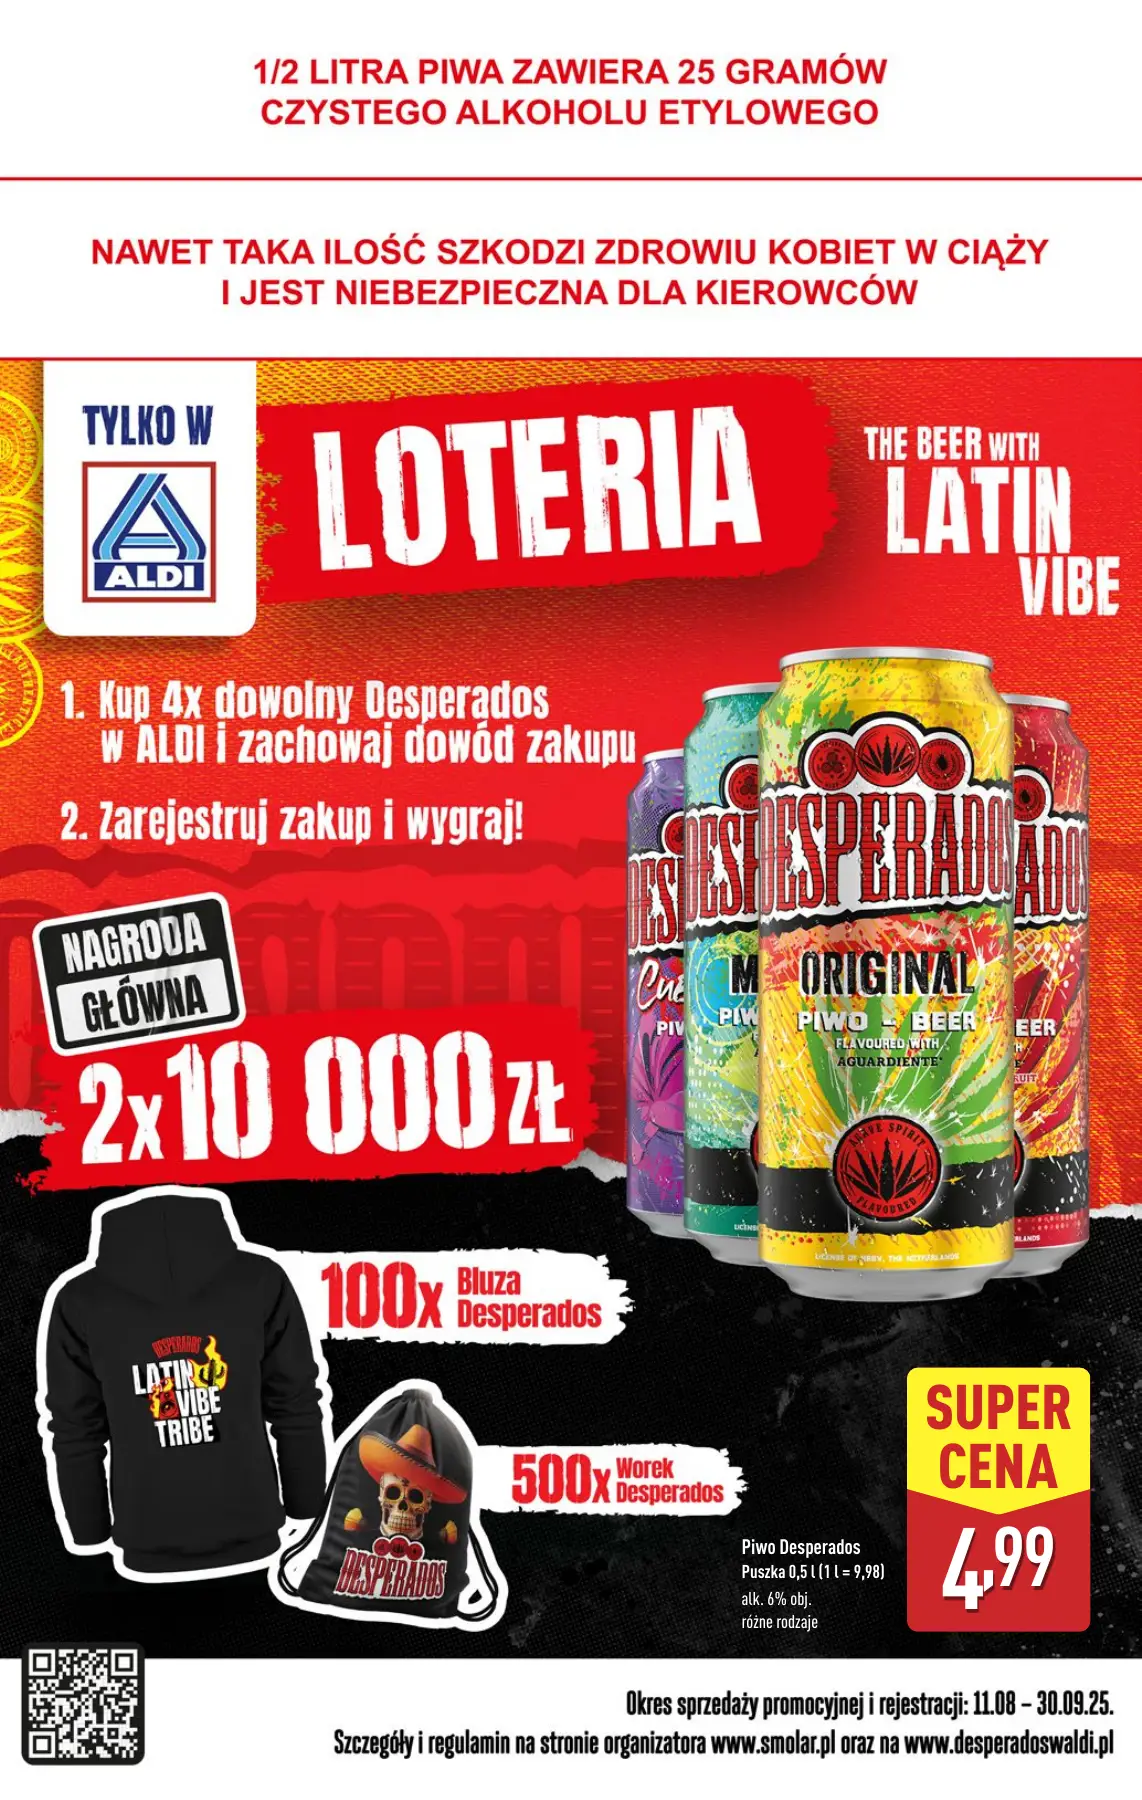 1/2 LITRA PIWA ZAWIERA 25 GRAMÓW
CZYSTEGO ALKOHOLU ETYLOWEGO
NAWET TAKA ILOŚĆ SZKODZI ZDROWIU KOBIET W CIĄŻY
I JEST NIEBEZPIECZNA DLA KIEROWCÓW
TYLKO W
ALDI
LOTERIA
THE BEER WITH
LATIN
VIBE
1. Kup 4x dowolny Desperados
w ALDI i zachowaj dowód zakupu
2. Zarejestruj zakup i wygraj!
NAGRODA
GŁÓWNA
2x10 000 ZŁ
DESPERADOS
ORIGINAL
PIWO - BEER
FLAVOURED WITH
AGUARDIENTE*
AGAVE SPIRIT
FLAVOURED
100x Bluza
Desperados
DESPERADOS
LATIN
VIBE
TRIBE
500x Worek
Desperados
DESPERADOS
SUPER
CENA
4,99
Piwo Desperados
Puszka 0,5 l (1 l = 9,98)
alk. 6% obj.
różne rodzaje
Okres sprzedaży promocyjnej i rejestracji: 11.08 – 30.09.25.
Szczegóły i regulamin na stronie organizatora www.smolar.pl oraz na www.desperadoswaldi.pl